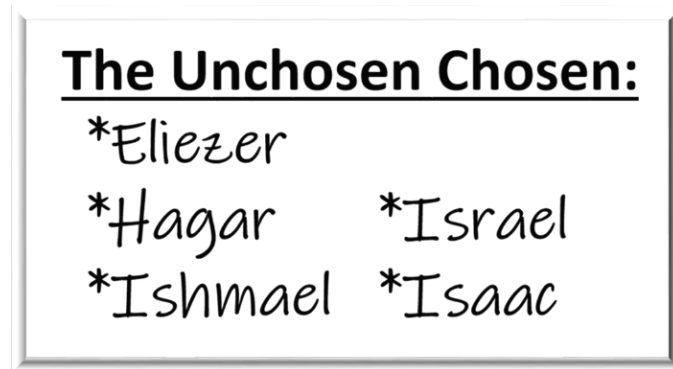 The Unchosen Chosen:
*Eliezer
*Hagar *Israel
*Ishmael *Isaac